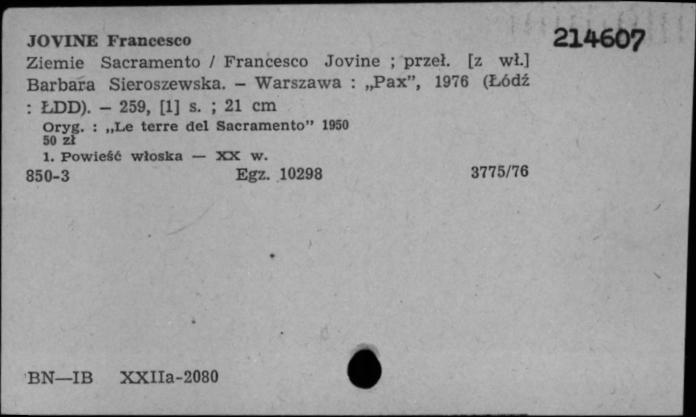 JOVINE Francesco
214607
Ziemie Sacramento / Francesco Jovine ; przeł. [z wł.]
Barbara Sieroszewska. – Warszawa : „Pax”, 1976 (Łódź
: ŁDD). – 259, [1] s. ; 21 cm
Oryg. : „Le terre del Sacramento” 1950
50 zł
1. Powieść włoska — XX w.
850-3 Egz. 10298 3775/76
BN—IB XXIIa-2080